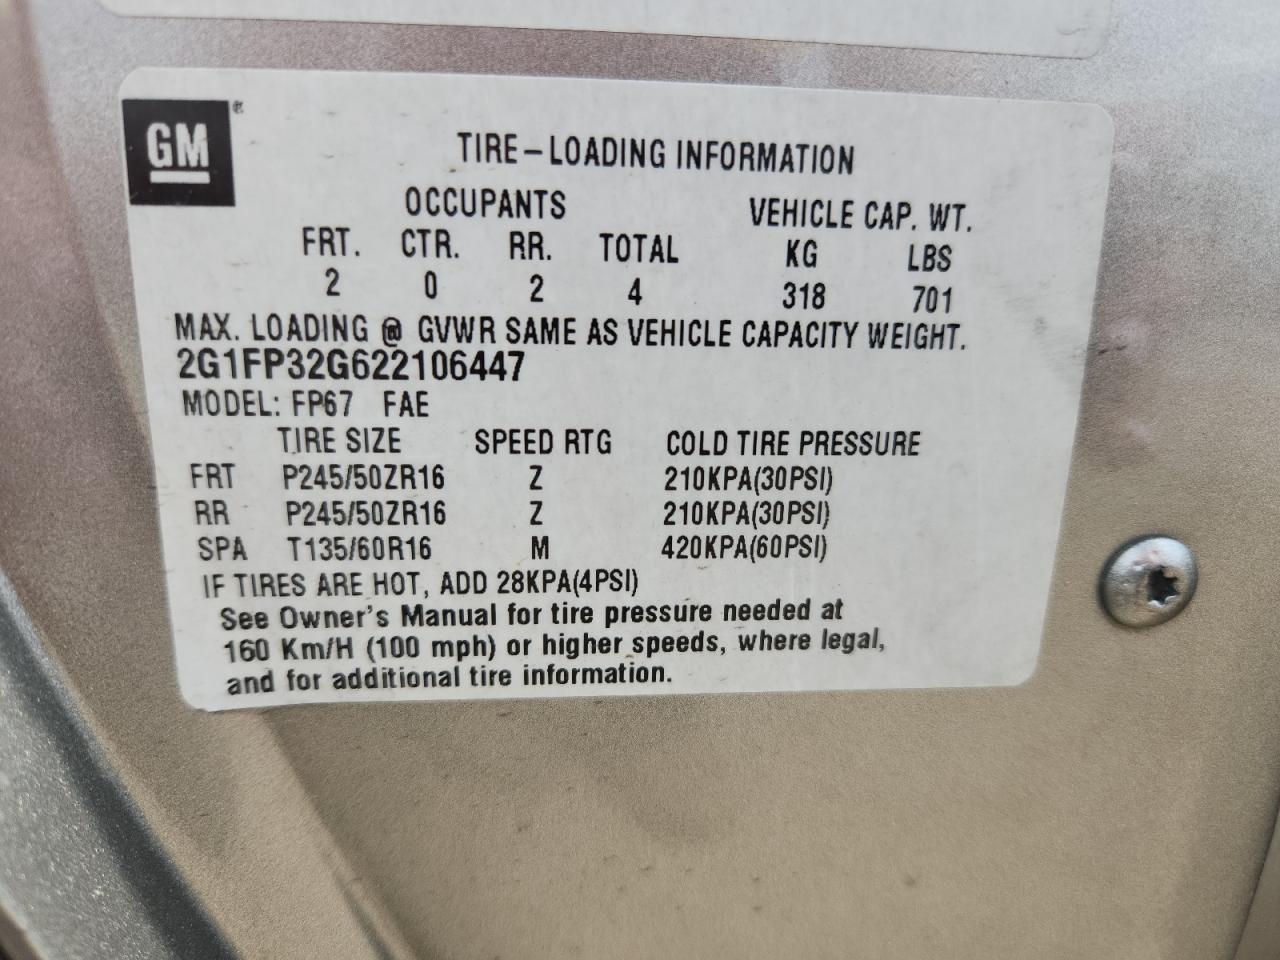 GM
TIRE-LOADING INFORMATION
OCCUPANTS VEHICLE CAP. WT.
FRT. CTR. RR. TOTAL KG LBS
2 0 2 4 318 701
MAX. LOADING @ GVWR SAME AS VEHICLE CAPACITY WEIGHT.
2G1FP32G622106447
MODEL: FP67 FAE
TIRE SIZE SPEED RTG COLD TIRE PRESSURE
FRT P245/50ZR16 Z 210KPA(30PSI)
RR P245/50ZR16 Z 210KPA(30PSI)
SPA T135/60R16 M 420KPA(60PSI)
IF TIRES ARE HOT, ADD 28KPA(4PSI)
See Owner's Manual for tire pressure needed at
160 Km/H (100 mph) or higher speeds, where legal,
and for additional tire information.